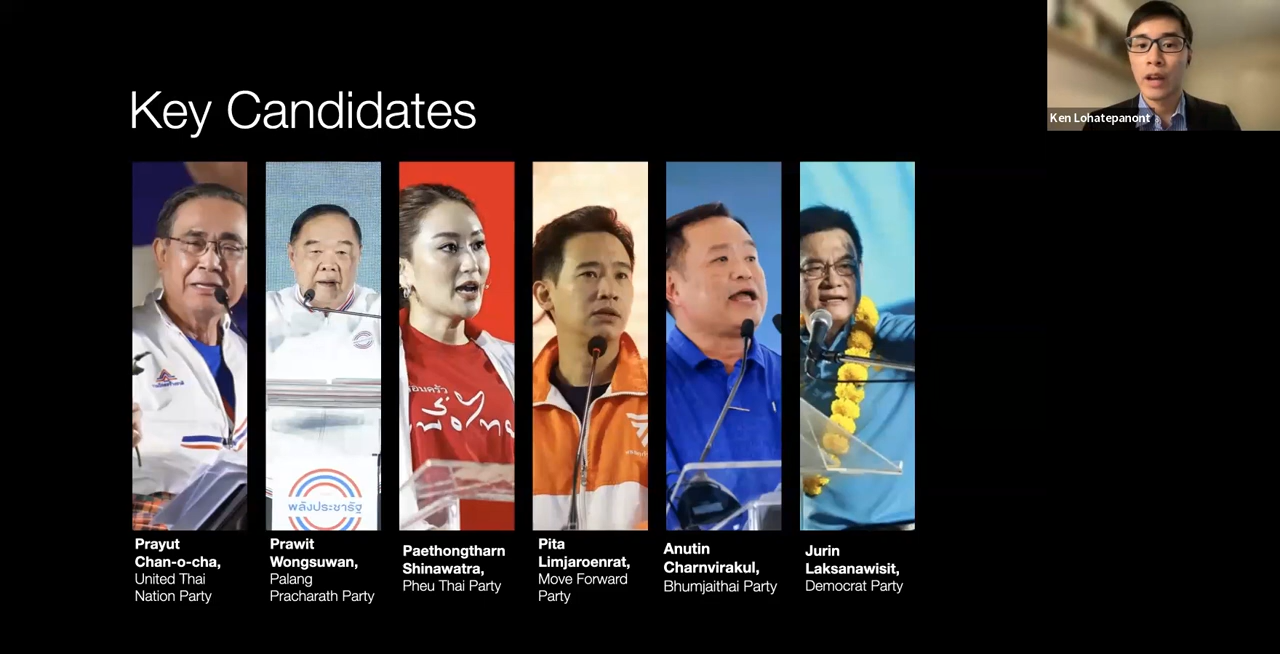 Key Candidates
Ken Lohatepanont
พลังประชารัฐ
Prayut
Chan-o-cha,
United Thai
Nation Party
Prawit
Wongsuwan,
Palang
Pracharath Party
Paethongtharn
Shinawatra,
Pheu Thai Party
Pita
Limjaroenrat,
Move Forward
Party
Anutin
Charnvirakul,
Bhumjaithai Party
Jurin
Laksanawisit,
Democrat Party